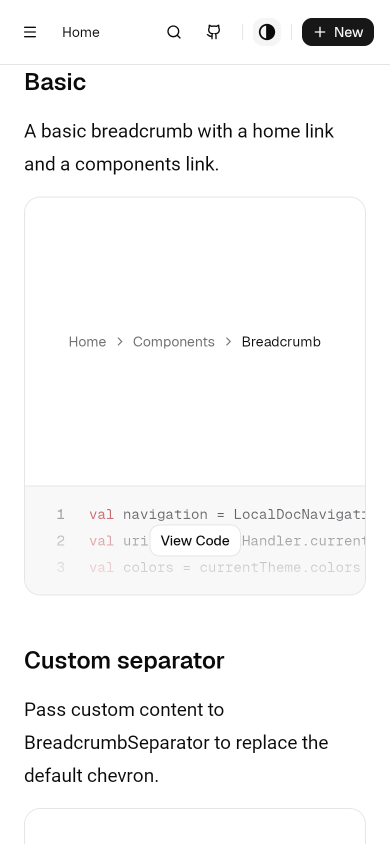 Home
New
Basic
A basic breadcrumb with a home link
and a components link.
Home Components Breadcrumb
1 val navigation = LocalDocNavigati
2 val uri Handler.current
View Code
3 val colors = currentTheme.colors
Custom separator
Pass custom content to
BreadcrumbSeparator to replace the
default chevron.